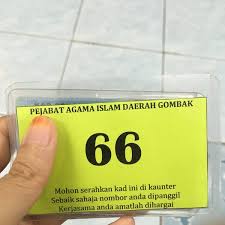 PEJABAT AGAMA ISLAM DAERAH GOMBAK
66
Mohon serahkan kad ini di kaunter
Sebaik sahaja nombor anda dipanggil
Kerjasama anda amatlah dihargai